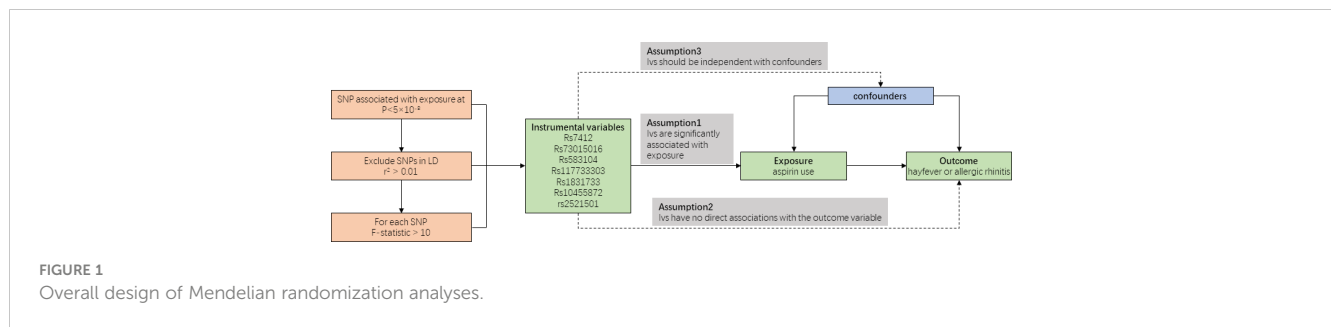 SNP associated with exposure at
P<5×10⁻⁸
Exclude SNPs in LD
r² > 0.01
For each SNP
F-statistic > 10
Instrumental variables
Rs7412
Rs73015016
Rs583104
Rs117733303
Rs1831733
Rs10455872
rs2521501
Assumption3
Ivs should be independent with confounders
Assumption1
Ivs are significantly
associated with
exposure
confounders
Exposure
aspirin use
Outcome
hayfever or allergic rhinitis
Assumption2
Ivs have no direct associations with the outcome variable
FIGURE 1
Overall design of Mendelian randomization analyses.